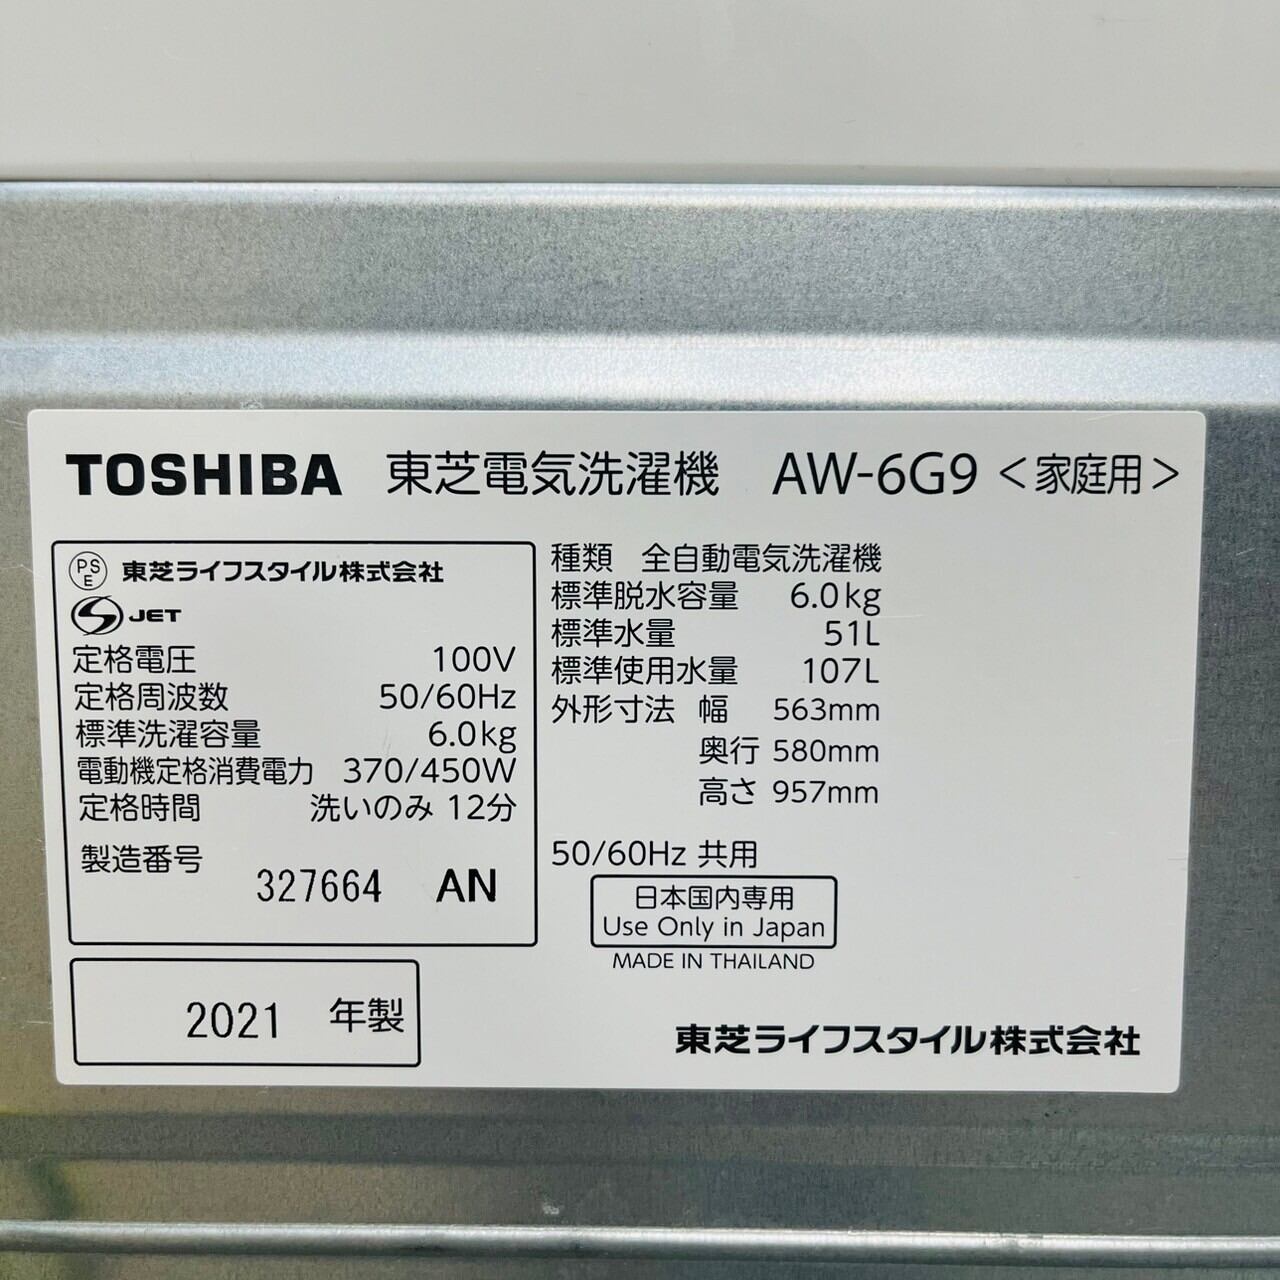 TOSHIBA 東芝電気洗濯機 AW-6G9 <家庭用>
PSE 東芝ライフスタイル株式会社
S JET
定格電圧 100V
定格周波数 50/60Hz
標準洗濯容量 6.0kg
電動機定格消費電力 370/450W
定格時間 洗いのみ 12分
製造番号 327664 AN
2021 年製
種類 全自動電気洗濯機
標準脱水容量 6.0kg
標準水量 51L
標準使用水量 107L
外形寸法 幅 563mm
奥行 580mm
高さ 957mm
50/60Hz 共用
日本国内専用
Use Only in Japan
MADE IN THAILAND
東芝ライフスタイル株式会社